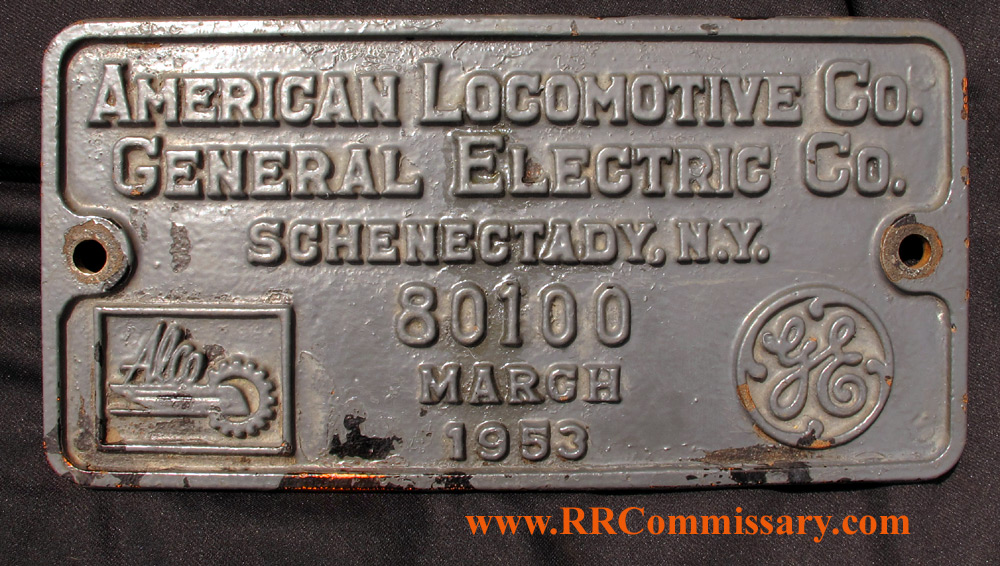 AMERICAN LOCOMOTIVE CO.
GENERAL ELECTRIC CO.
SCHENECTADY, N.Y.
80100
MARCH
1953
Alco
GE
www.RRCommissary.com